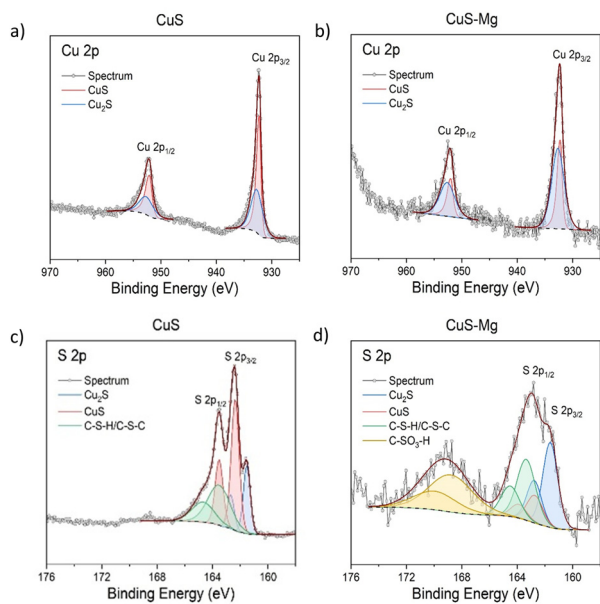 CuS
CuS-Mg
a)
Cu 2p
Spectrum
CuS
Cu₂S
Cu 2p₁/₂
Cu 2p₃/₂
970 960 950 940 930
Binding Energy (eV)
b)
Cu 2p
Spectrum
CuS
Cu₂S
Cu 2p₁/₂
Cu 2p₃/₂
970 960 950 940 930
Binding Energy (eV)
CuS
CuS-Mg
c)
S 2p
Spectrum
Cu₂S
CuS
C-S-H/C-S-C
S 2p₁/₂
S 2p₃/₂
176 172 168 164 160
Binding Energy (eV)
d)
S 2p
Spectrum
Cu₂S
CuS
C-S-H/C-S-C
C-SO₃-H
S 2p₁/₂
S 2p₃/₂
176 172 168 164 160
Binding Energy (eV)